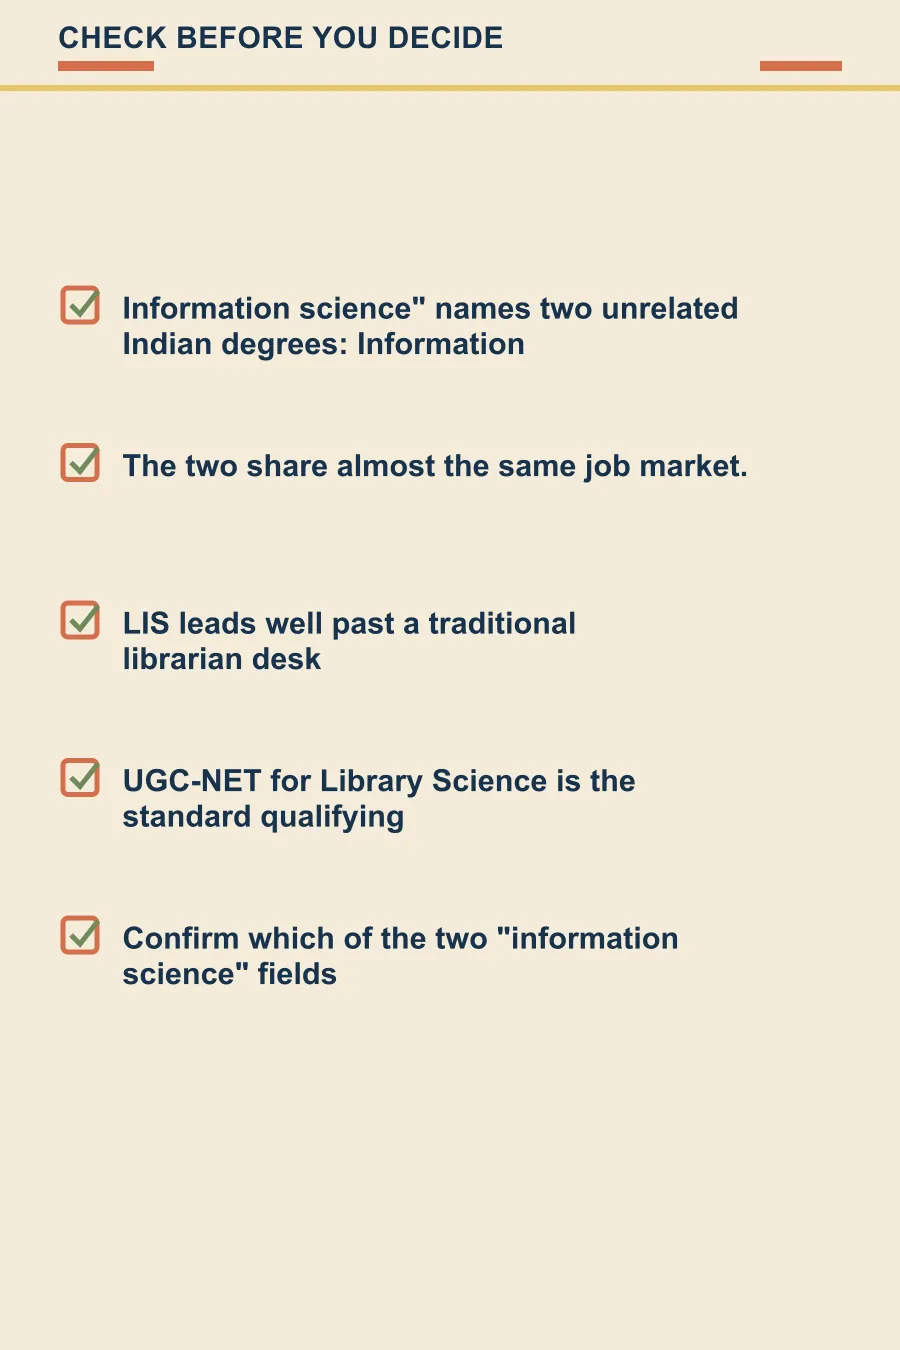 CHECK BEFORE YOU DECIDE
Information science" names two unrelated
Indian degrees: Information
The two share almost the same job market.
LIS leads well past a traditional
librarian desk
UGC-NET for Library Science is the
standard qualifying
Confirm which of the two "information
science" fields